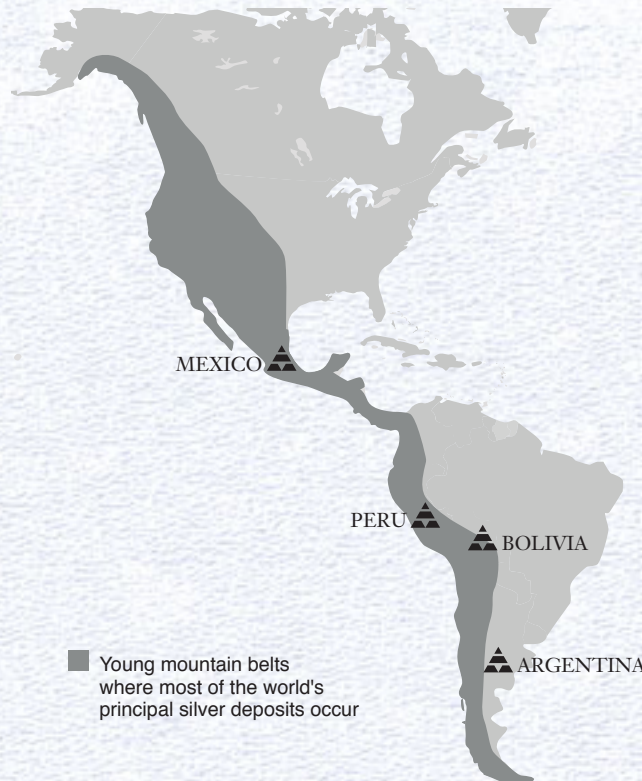 MEXICO
PERU
BOLIVIA
ARGENTINA
Young mountain belts
where most of the world's
principal silver deposits occur